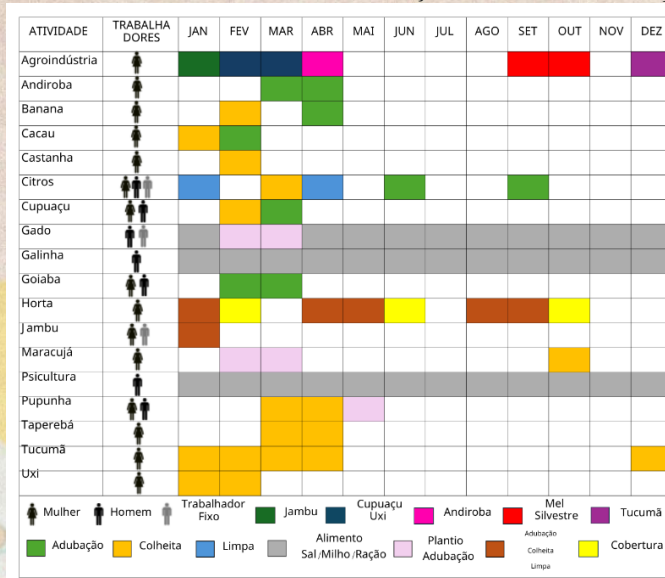 ATIVIDADE TRABALHA DORES JAN FEV MAR ABR MAI JUN JUL AGO SET OUT NOV DEZ
Agroindústria
Andiroba
Banana
Cacau
Castanha
Citros
Cupuaçu
Gado
Galinha
Goiaba
Horta
Jambu
Maracujá
Psicultura
Pupunha
Taperebá
Tucumã
Uxi
Mulher
Homem
Trabalhador
Fixo
Jambu
Cupuaçu
Uxi
Andiroba
Mel
Silvestre
Tucumã
Adubação
Colheita
Limpa
Alimento
Sal/Milho/Ração
Plantio
Adubação
Adubação
Colheita
Limpa
Cobertura